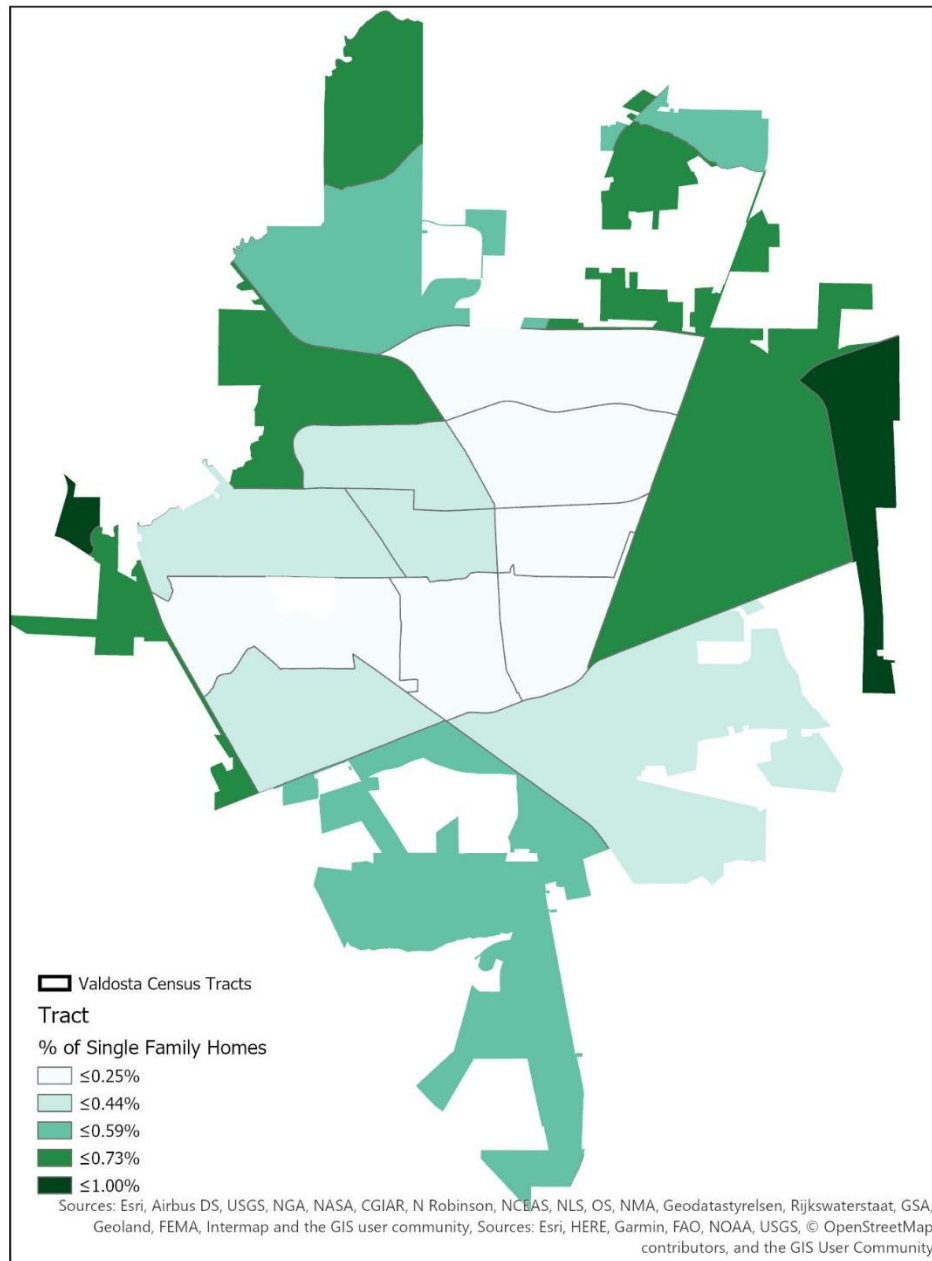 Valdosta Census Tracts
Tract
% of Single Family Homes
≤0.25%
≤0.44%
≤0.59%
≤0.73%
≤1.00%
Sources: Esri, Airbus DS, USGS, NGA, NASA, CGIAR, N Robinson, NCEAS, NLS, OS, NMA, Geodatastyrelsen, Rijkswaterstaat, GSA,
Geoland, FEMA, Intermap and the GIS user community, Sources: Esri, HERE, Garmin, FAO, NOAA, USGS, © OpenStreetMap
contributors, and the GIS User Community